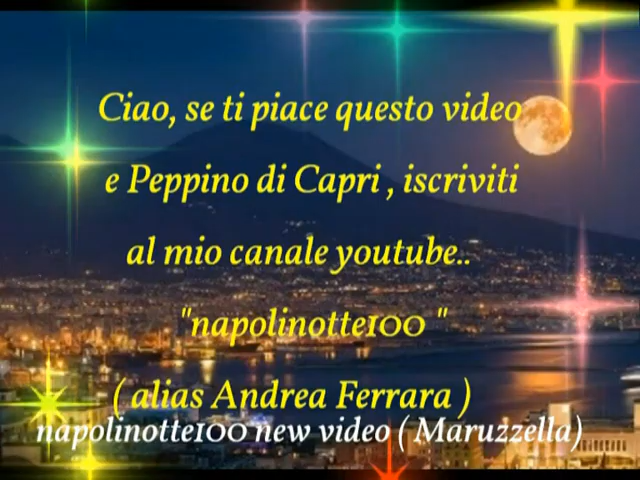 Ciao, se ti piace questo video
e Peppino di Capri , iscriviti
al mio canale youtube..
"napolinotte100 "
( alias Andrea Ferrara )
napolinotte100 new video ( Maruzzella)